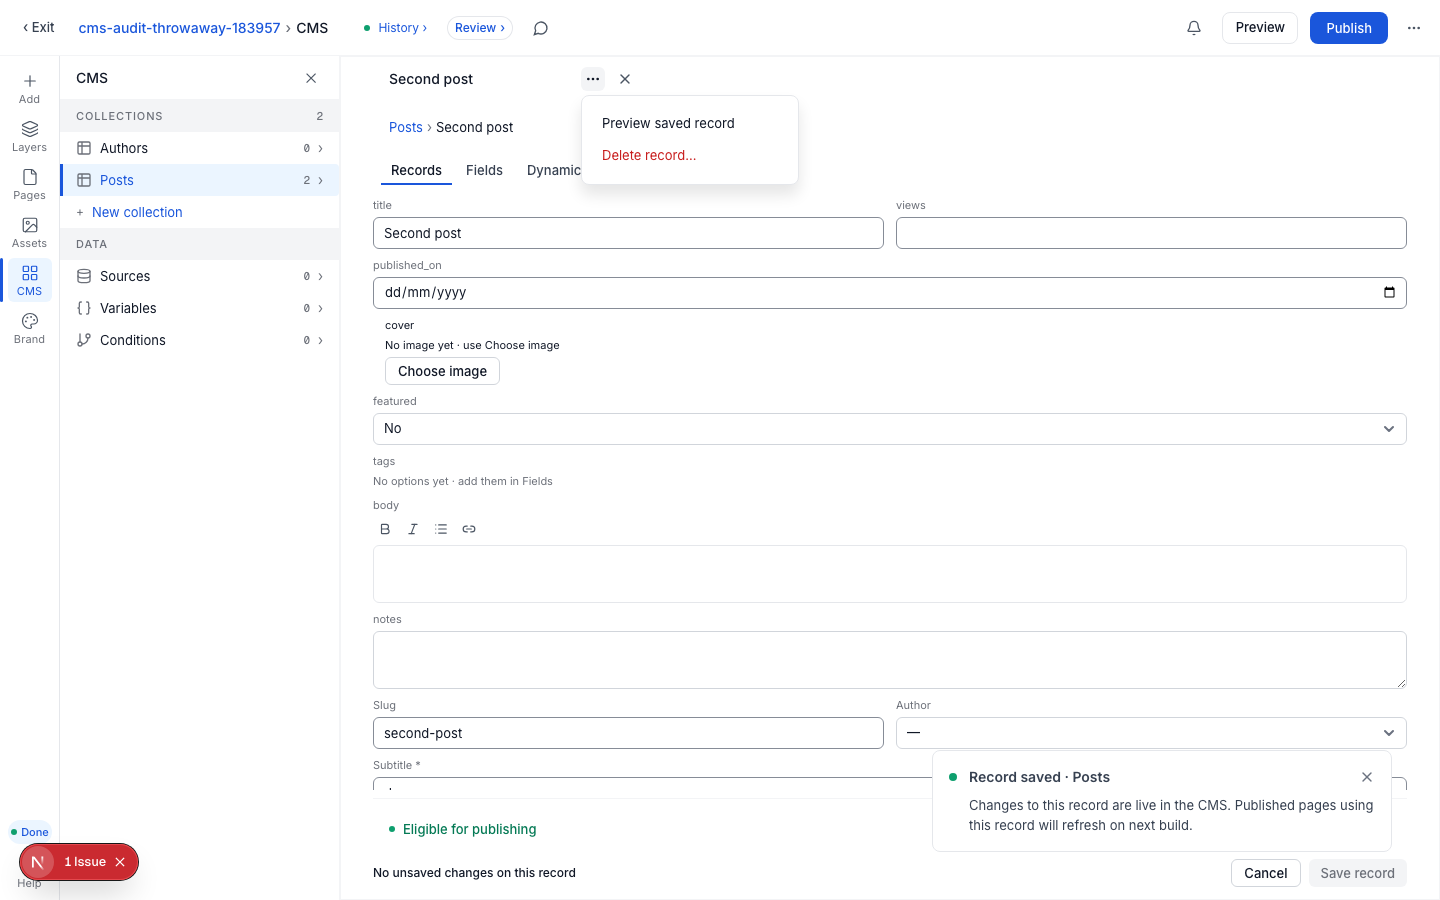 ‹ Exit
cms-audit-throwaway-183957 › CMS
History ›
Review ›
Preview
Publish
Add
Layers
Pages
Assets
CMS
Brand
Done
1 Issue
Help
CMS
COLLECTIONS 2
Authors 0 ›
Posts 2 ›
+ New collection
DATA
Sources 0 ›
Variables 0 ›
Conditions 0 ›
Second post
Preview saved record
Delete record...
Posts › Second post
Records Fields Dynamic
title
Second post
views
published_on
dd/mm/yyyy
cover
No image yet · use Choose image
Choose image
featured
No
tags
No options yet · add them in Fields
body
B I
notes
Slug
second-post
Author
—
Subtitle *
Record saved · Posts
Changes to this record are live in the CMS. Published pages using
this record will refresh on next build.
Eligible for publishing
No unsaved changes on this record
Cancel
Save record